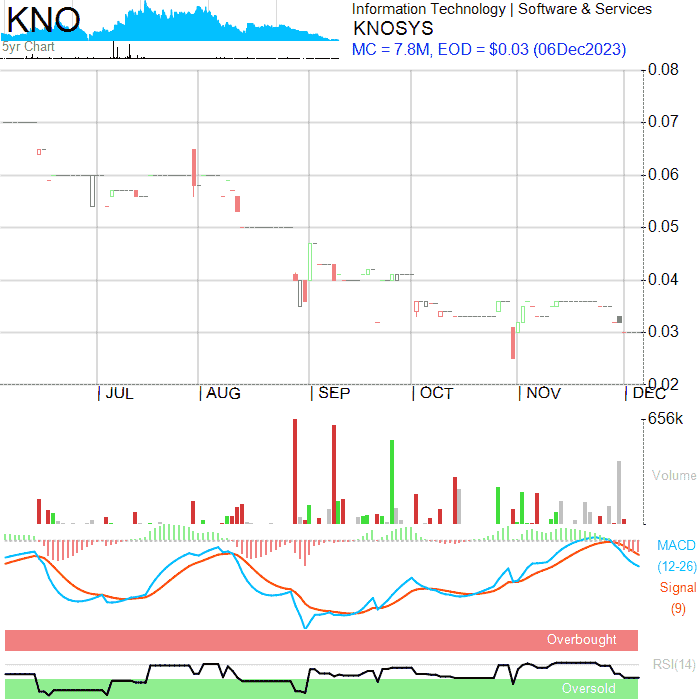 KNO
5yr Chart
Information Technology | Software & Services
KNOSYS
MC = 7.8M, EOD = $0.03 (06Dec2023)
0.08
0.07
0.06
0.05
0.04
0.03
0.02
| JUL
| AUG
| SEP
| OCT
| NOV
| DEC
656k
Volume
MACD
(12-26)
Signal
(9)
Overbought
RSI(14)
Oversold